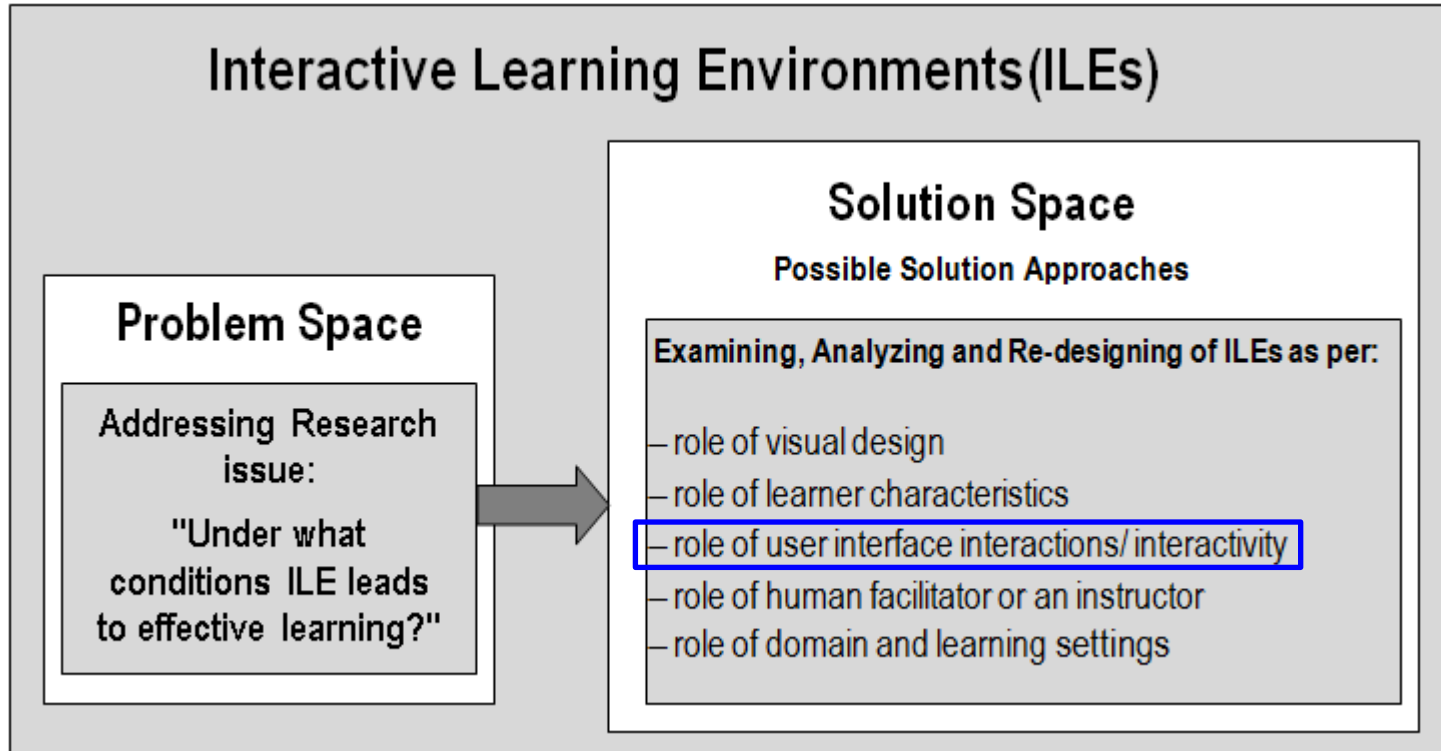 Interactive Learning Environments(ILEs)
Problem Space
Addressing Research
issue:
"Under what
conditions ILE leads
to effective learning?"
Solution Space
Possible Solution Approaches
Examining, Analyzing and Re-designing of ILEs as per:
– role of visual design
– role of learner characteristics
– role of user interface interactions/ interactivity
– role of human facilitator or an instructor
– role of domain and learning settings